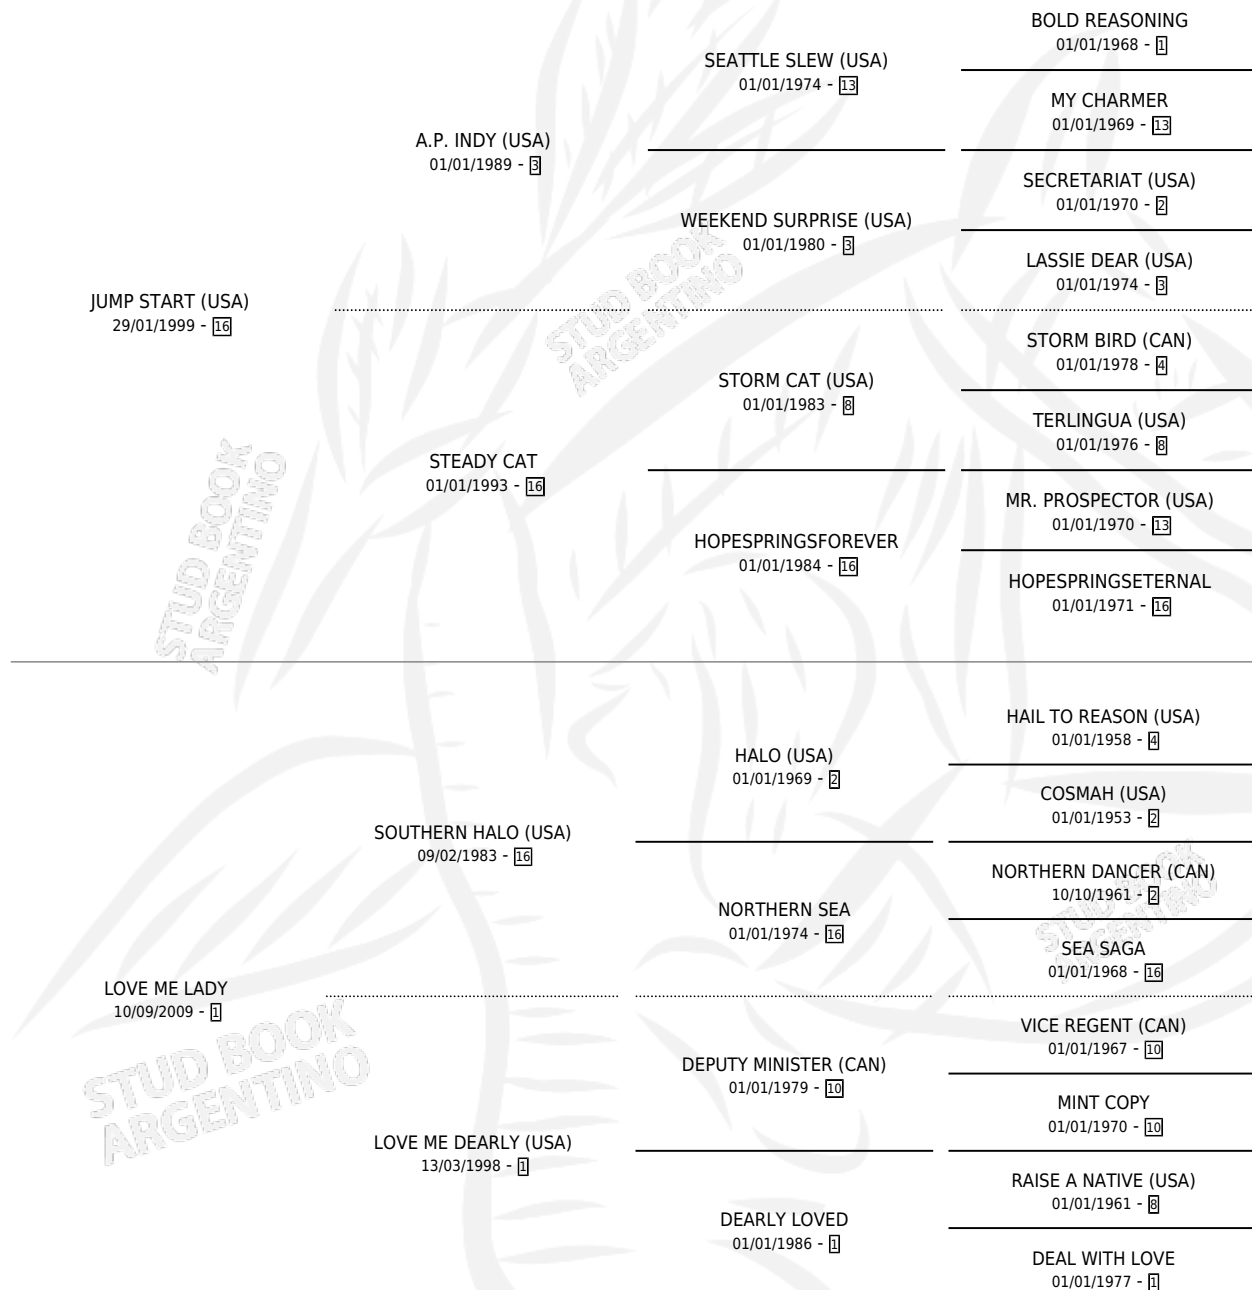 BOLD REASONING
01/01/1968 - 1
SEATTLE SLEW (USA)
01/01/1974 - 13
MY CHARMER
01/01/1969 - 13
A.P. INDY (USA)
01/01/1989 - 3
SECRETARIAT (USA)
01/01/1970 - 2
WEEKEND SURPRISE (USA)
01/01/1980 - 3
LASSIE DEAR (USA)
01/01/1974 - 3
JUMP START (USA)
29/01/1999 - 16
STORM BIRD (CAN)
01/01/1978 - 4
STORM CAT (USA)
01/01/1983 - 8
TERLINGUA (USA)
01/01/1976 - 8
STEADY CAT
01/01/1993 - 16
MR. PROSPECTOR (USA)
01/01/1970 - 13
HOPESPRINGSFOREVER
01/01/1984 - 16
HOPESPRINGSETERNAL
01/01/1971 - 16
HAIL TO REASON (USA)
01/01/1958 - 4
HALO (USA)
01/01/1969 - 2
COSMAH (USA)
01/01/1953 - 2
SOUTHERN HALO (USA)
09/02/1983 - 16
NORTHERN DANCER (CAN)
10/10/1961 - 2
NORTHERN SEA
01/01/1974 - 16
SEA SAGA
01/01/1968 - 16
LOVE ME LADY
10/09/2009 - 1
VICE REGENT (CAN)
01/01/1967 - 10
DEPUTY MINISTER (CAN)
01/01/1979 - 10
MINT COPY
01/01/1970 - 10
LOVE ME DEARLY (USA)
13/03/1998 - 1
RAISE A NATIVE (USA)
01/01/1961 - 8
DEARLY LOVED
01/01/1986 - 1
DEAL WITH LOVE
01/01/1977 - 1
STUD BOOK
ARGENTINO
STUD BOOK
ARGENTINO
STUD BOOK
ARGENTINO
STUD BOOK
ARGENTINO